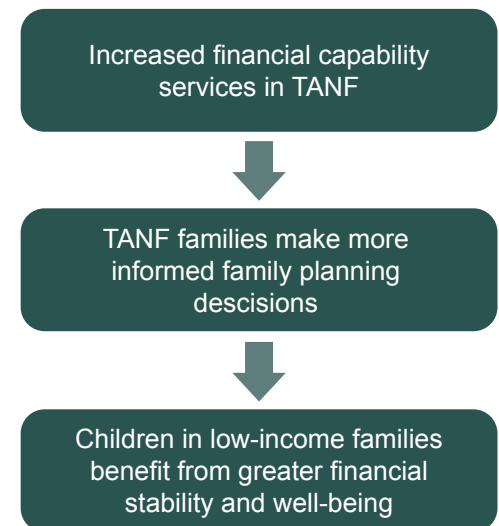 Increased financial capability
services in TANF
TANF families make more
informed family planning
descisions
Children in low-income families
benefit from greater financial
stability and well-being